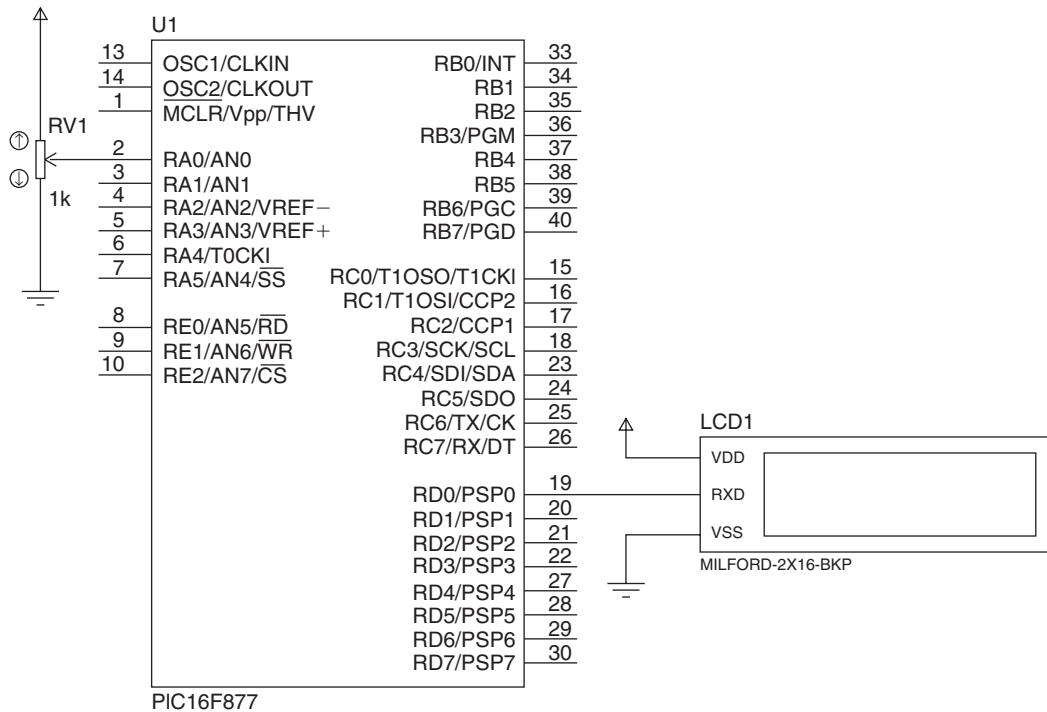 U1
13 OSC1/CLKIN
14 OSC2/CLKOUT
1 MCLR/Vpp/THV
RV1
1k
2 RA0/AN0
3 RA1/AN1
4 RA2/AN2/VREF−
5 RA3/AN3/VREF+
6 RA4/T0CKI
7 RA5/AN4/SS
8 RE0/AN5/RD
9 RE1/AN6/WR
10 RE2/AN7/CS
RB0/INT 33
RB1 34
RB2 35
RB3/PGM 36
RB4 37
RB5 38
RB6/PGC 39
RB7/PGD 40
RC0/T1OSO/T1CKI 15
RC1/T1OSI/CCP2 16
RC2/CCP1 17
RC3/SCK/SCL 18
RC4/SDI/SDA 23
RC5/SDO 24
RC6/TX/CK 25
RC7/RX/DT 26
RD0/PSP0 19
RD1/PSP1 20
RD2/PSP2 21
RD3/PSP3 22
RD4/PSP4 27
RD5/PSP5 28
RD6/PSP6 29
RD7/PSP7 30
PIC16F877
LCD1
VDD
RXD
VSS
MILFORD-2X16-BKP